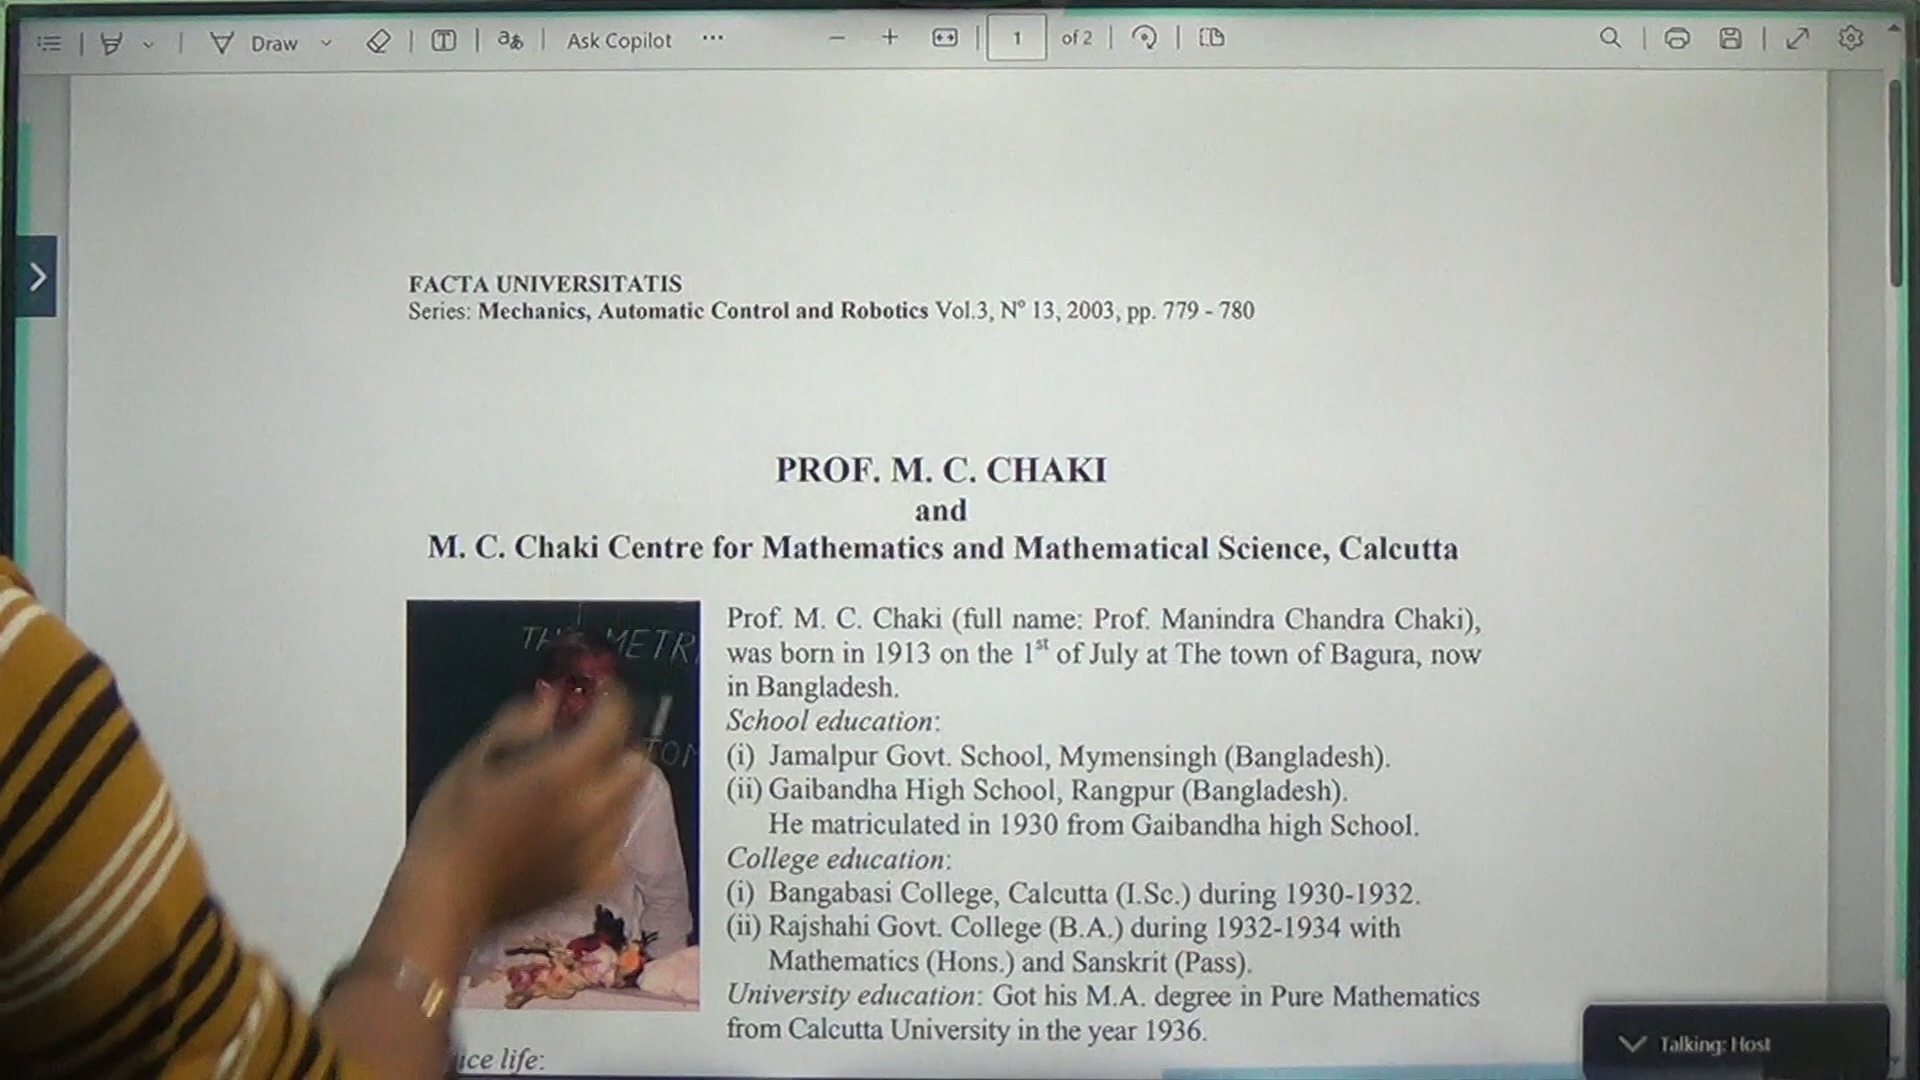 Draw
aあ
Ask Copilot
1
of 2
FACTA UNIVERSITATIS
Series: Mechanics, Automatic Control and Robotics Vol.3, Nº 13, 2003, pp. 779 - 780
PROF. M. C. CHAKI
and
M. C. Chaki Centre for Mathematics and Mathematical Science, Calcutta
Prof. M. C. Chaki (full name: Prof. Manindra Chandra Chaki),
was born in 1913 on the 1st of July at The town of Bagura, now
in Bangladesh.
School education:
(i) Jamalpur Govt. School, Mymensingh (Bangladesh).
(ii) Gaibandha High School, Rangpur (Bangladesh).
He matriculated in 1930 from Gaibandha high School.
College education:
(i) Bangabasi College, Calcutta (I.Sc.) during 1930-1932.
(ii) Rajshahi Govt. College (B.A.) during 1932-1934 with
Mathematics (Hons.) and Sanskrit (Pass).
University education: Got his M.A. degree in Pure Mathematics
from Calcutta University in the year 1936.
life:
Talking: Host